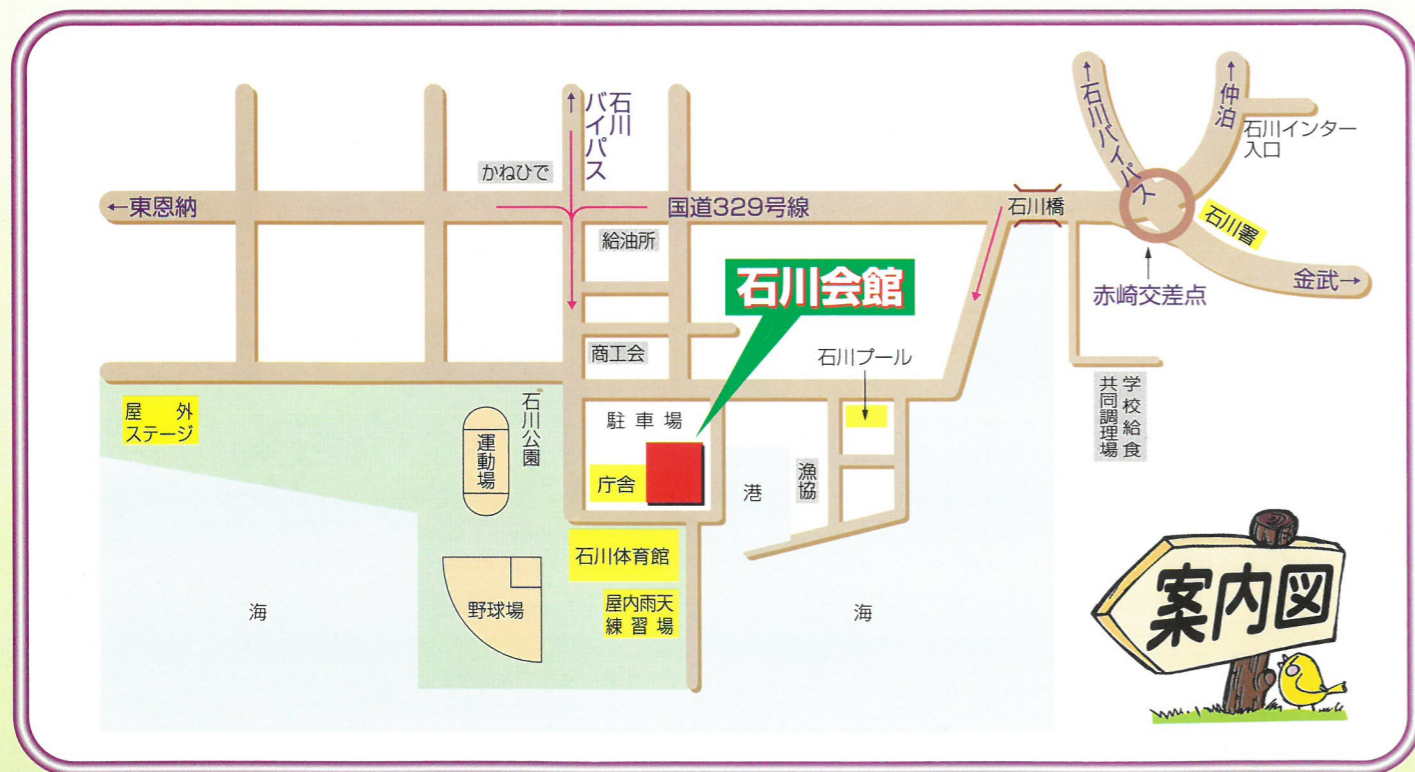 石川バイパス
仲泊
石川インター
入口
石川
バイパス
かねひで
←東恩納
国道329号線
石川橋
石川署
給油所
石川会館
赤崎交差点
金武→
商工会
石川プール
学校給食
共同調理場
屋 外
ステージ
石川公園
運動場
駐 車 場
庁舎
港
漁協
石川体育館
海
野球場
屋内雨天
練 習 場
海
案内図